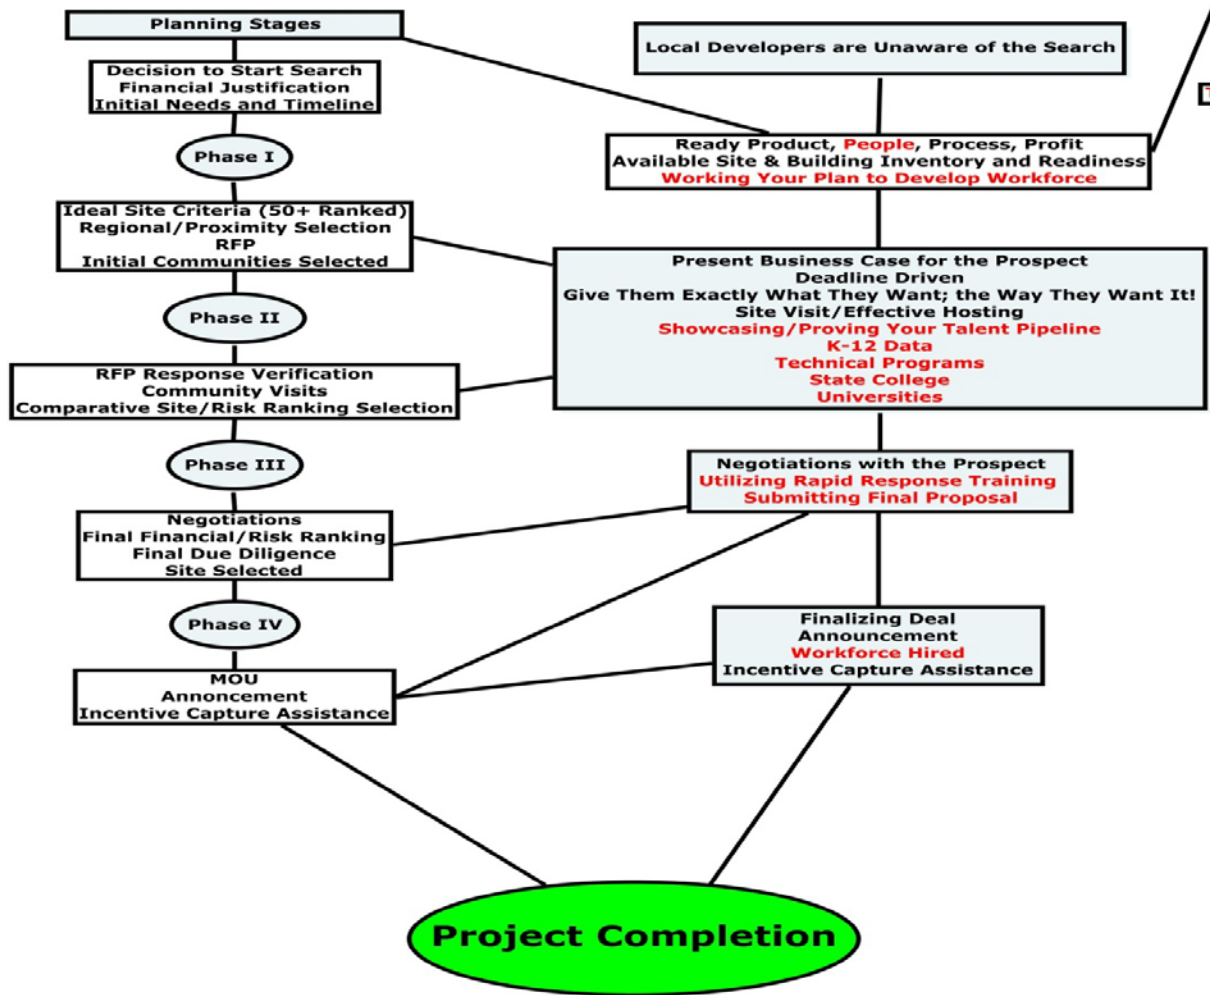 Planning Stages
Decision to Start Search
Financial Justification
Initial Needs and Timeline
Phase I
Ideal Site Criteria (50+ Ranked)
Regional/Proximity Selection
RFP
Initial Communities Selected
Phase II
RFP Response Verification
Community Visits
Comparative Site/Risk Ranking Selection
Phase III
Negotiations
Final Financial/Risk Ranking
Final Due Diligence
Site Selected
Phase IV
MOU
Annoncement
Incentive Capture Assistance
Local Developers are Unaware of the Search
Ready Product, People, Process, Profit
Available Site & Building Inventory and Readiness
Working Your Plan to Develop Workforce
Present Business Case for the Prospect
Deadline Driven
Give Them Exactly What They Want; the Way They Want It!
Site Visit/Effective Hosting
Showcasing/Proving Your Talent Pipeline
K-12 Data
Technical Programs
State College
Universities
Negotiations with the Prospect
Utilizing Rapid Response Training
Submitting Final Proposal
Finalizing Deal
Announcement
Workforce Hired
Incentive Capture Assistance
Project Completion